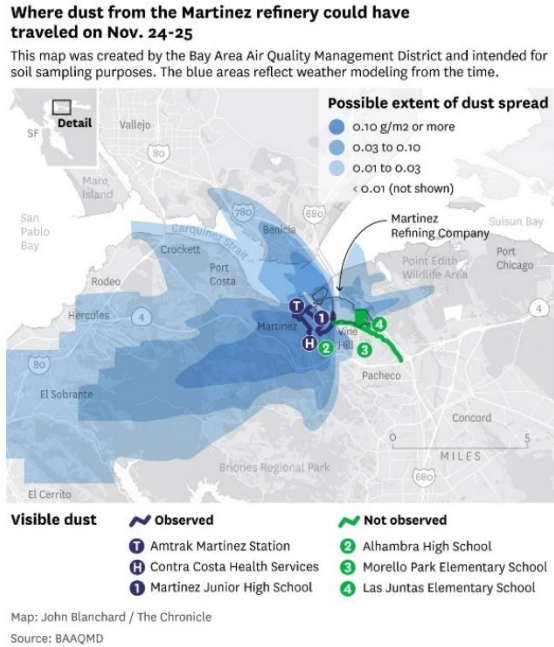 Where dust from the Martinez refinery could have
traveled on Nov. 24-25
This map was created by the Bay Area Air Quality Management District and intended for
soil sampling purposes. The blue areas reflect weather modeling from the time.
SF
Detail
Vallejo
80
Mare
Island
San
Pablo
Bay
Possible extent of dust spread
0.10 g/m2 or more
0.03 to 0.10
0.01 to 0.03
< 0.01 (not shown)
780
680
Benicia
Carquinez Strait
Martinez
Refining Company
Suisun Bay
Crockett
Port
Costa
Point Edith
Wildlife Area
Port
Chicago
Rodeo
Hercules
4
T
1
4
4
Martinez
H
2
Vine
Hill
3
80
Pacheco
El Sobrante
Concord
0
5
MILES
Briones Regional Park
680
El Cerrito
Visible dust
Observed
T Amtrak Martinez Station
H Contra Costa Health Services
1 Martinez Junior High School
Not observed
2 Alhambra High School
3 Morello Park Elementary School
4 Las Juntas Elementary School
Map: John Blanchard / The Chronicle
Source: BAAQMD